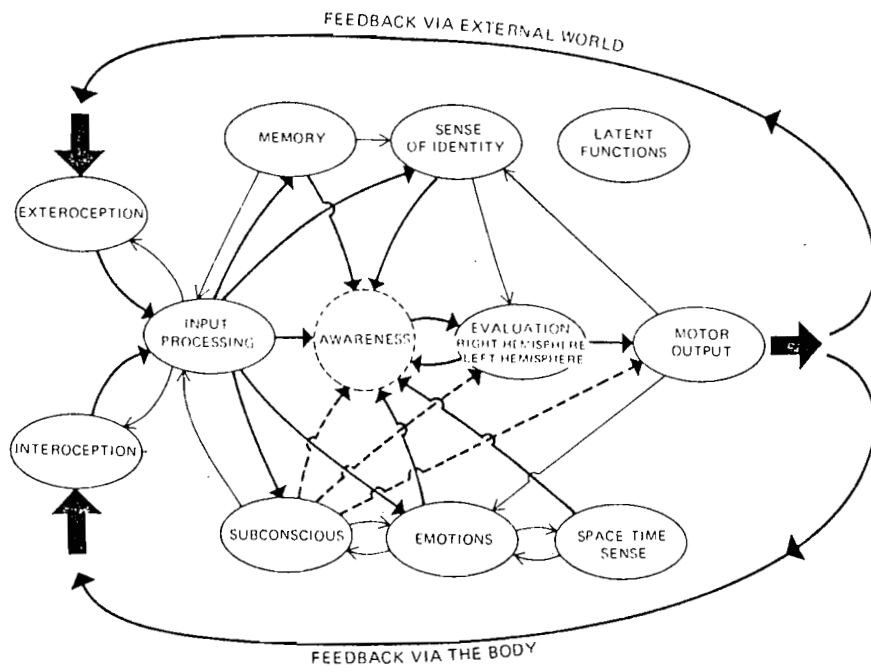 FEEDBACK VIA EXTERNAL WORLD
MEMORY
SENSE
OF IDENTITY
LATENT
FUNCTIONS
EXTEROCEPTION
INPUT
PROCESSING
AWARENESS
EVALUATION
RIGHT HEMISPHERE
LEFT HEMISPHERE
MOTOR
OUTPUT
INTEROCEPTION
SUBCONSCIOUS
EMOTIONS
SPACE TIME
SENSE
FEEDBACK VIA THE BODY